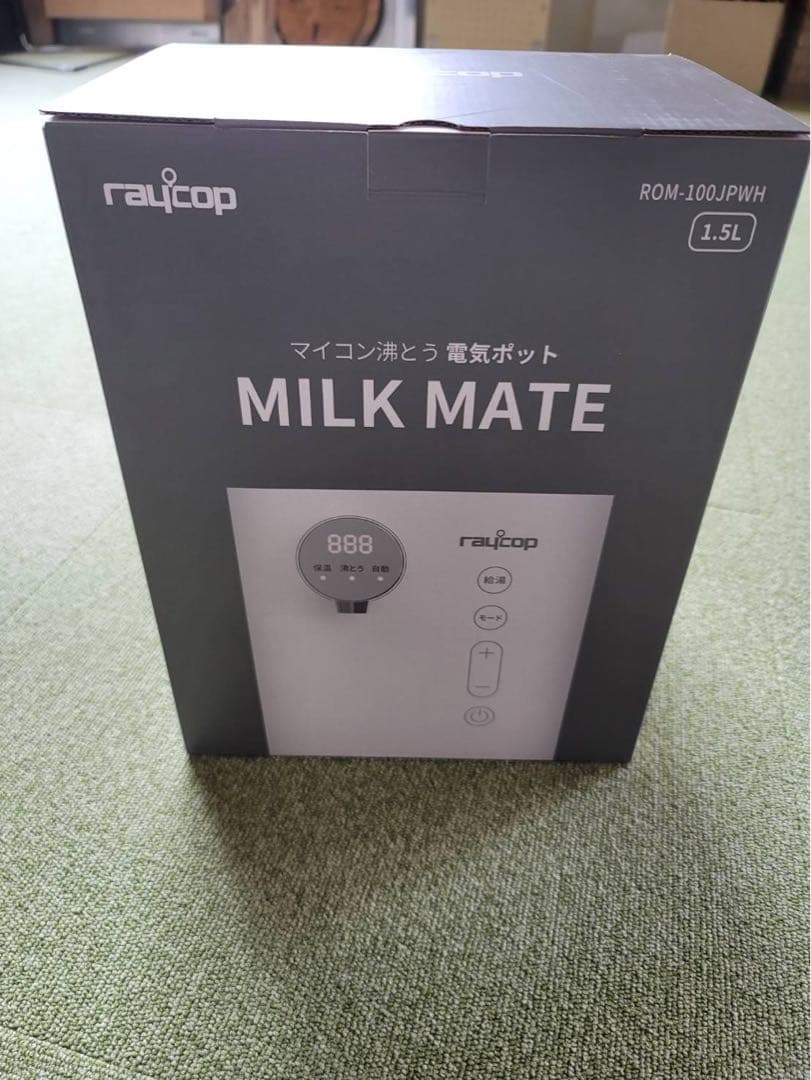 raycop
raycop
ROM-100JPWH
1.5L
マイコン沸とう 電気ポット
MILK MATE
888
保温 沸とう 自動
raycop
給湯
モード